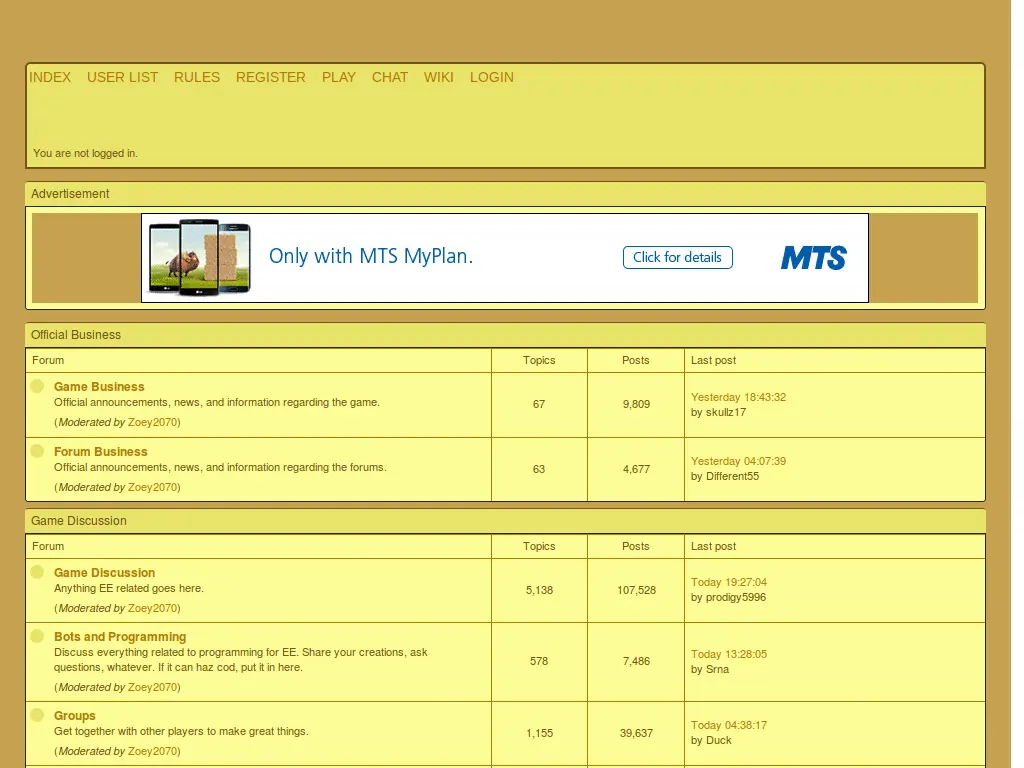 INDEX USER LIST RULES REGISTER PLAY CHAT WIKI LOGIN
You are not logged in.
Advertisement
Only with MTS MyPlan. Click for details MTS
Official Business
Forum Topics Posts Last post
Game Business
Official announcements, news, and information regarding the game.
(Moderated by Zoey2070)
67 9,809
Yesterday 18:43:32
by skullz17
Forum Business
Official announcements, news, and information regarding the forums.
(Moderated by Zoey2070)
63 4,677
Yesterday 04:07:39
by Different55
Game Discussion
Forum Topics Posts Last post
Game Discussion
Anything EE related goes here.
(Moderated by Zoey2070)
5,138 107,528
Today 19:27:04
by prodigy5996
Bots and Programming
Discuss everything related to programming for EE. Share your creations, ask
questions, whatever. If it can haz cod, put it in here.
(Moderated by Zoey2070)
578 7,486
Today 13:28:05
by Srna
Groups
Get together with other players to make great things.
(Moderated by Zoey2070)
1,155 39,637
Today 04:38:17
by Duck